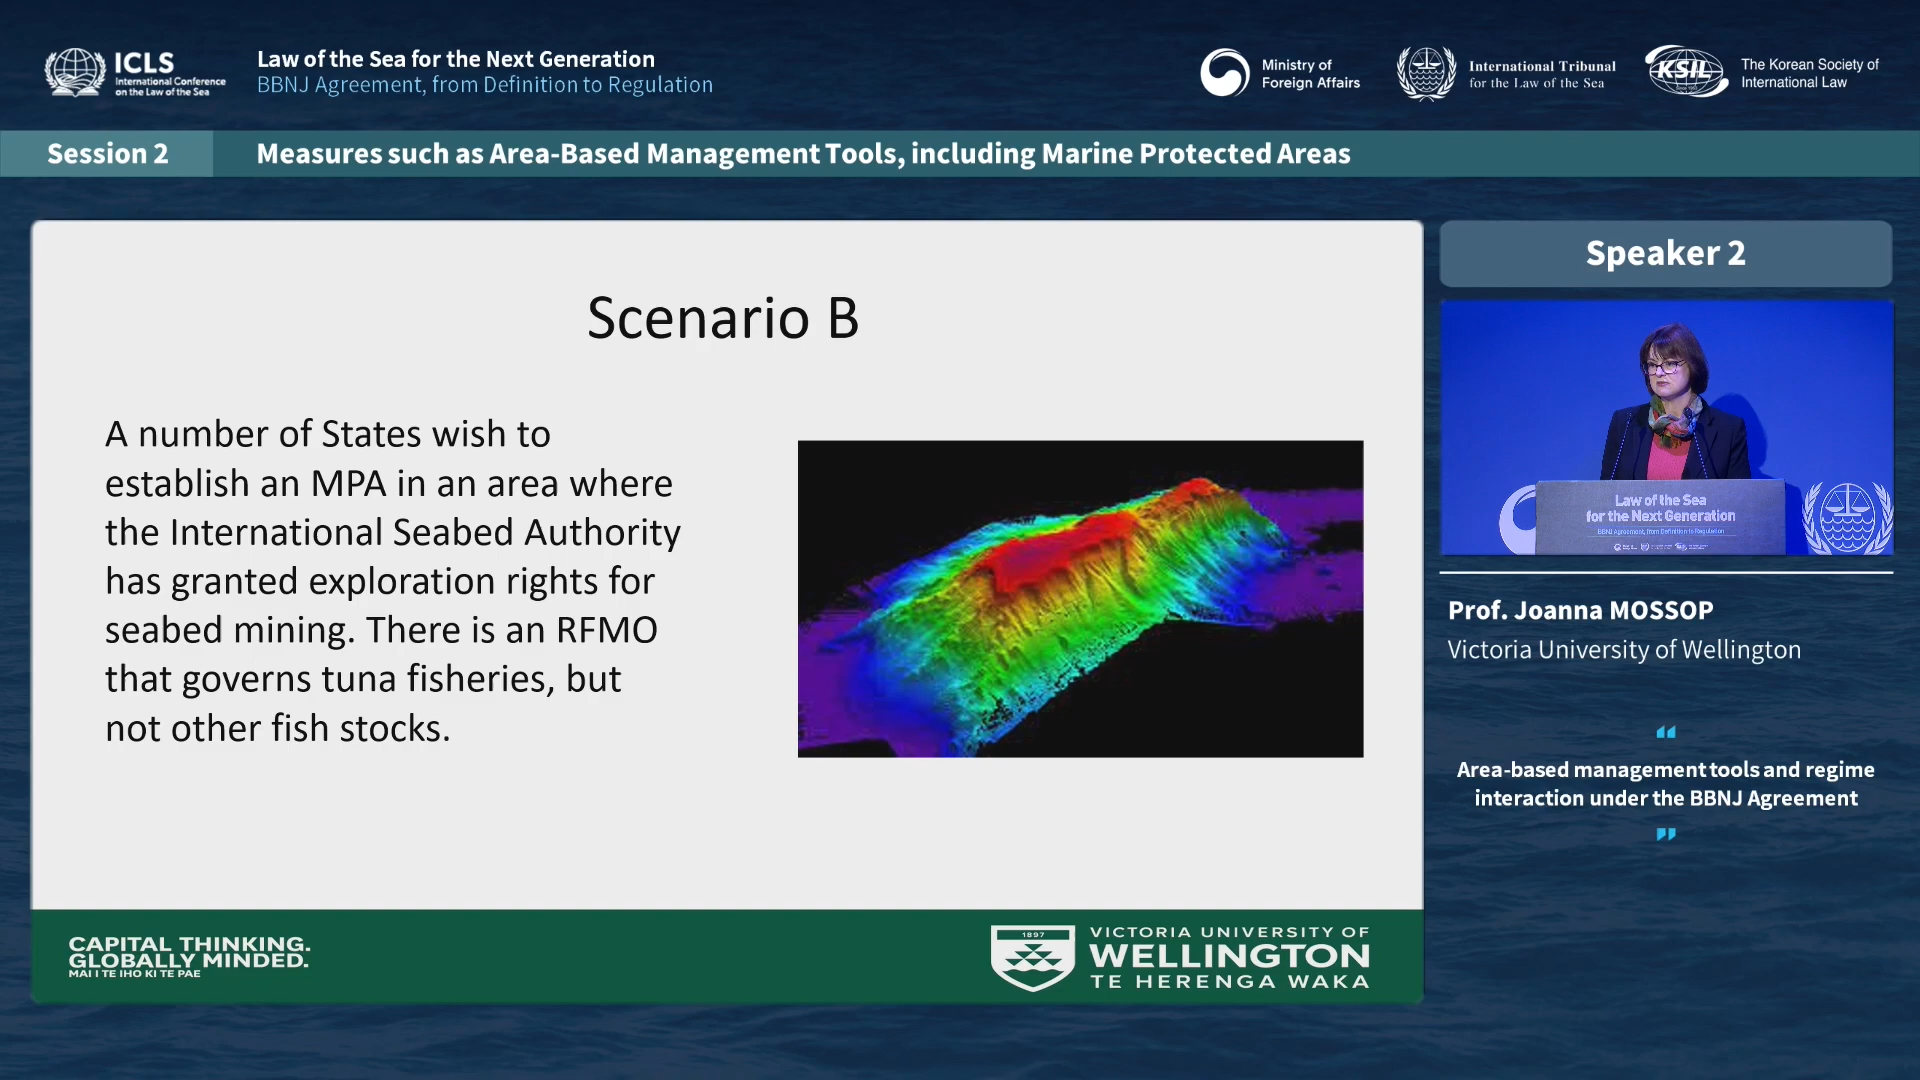 ICLS
International Conference
on the Law of the Sea
Law of the Sea for the Next Generation
BBNJ Agreement, from Definition to Regulation
Ministry of
Foreign Affairs
International Tribunal
for the Law of the Sea
KSIL
The Korean Society of
International Law
Session 2
Measures such as Area-Based Management Tools, including Marine Protected Areas
Scenario B
A number of States wish to
establish an MPA in an area where
the International Seabed Authority
has granted exploration rights for
seabed mining. There is an RFMO
that governs tuna fisheries, but
not other fish stocks.
CAPITAL THINKING.
GLOBALLY MINDED.
MAI I TE IHO KI TE PAE
1897
VICTORIA UNIVERSITY OF
WELLINGTON
TE HERENGA WAKA
Speaker 2
Law of the Sea
for the Next Generation
BBNJ Agreement, from Definition to Regulation
Prof. Joanna MOSSOP
Victoria University of Wellington
“
Area-based management tools and regime
interaction under the BBNJ Agreement
”